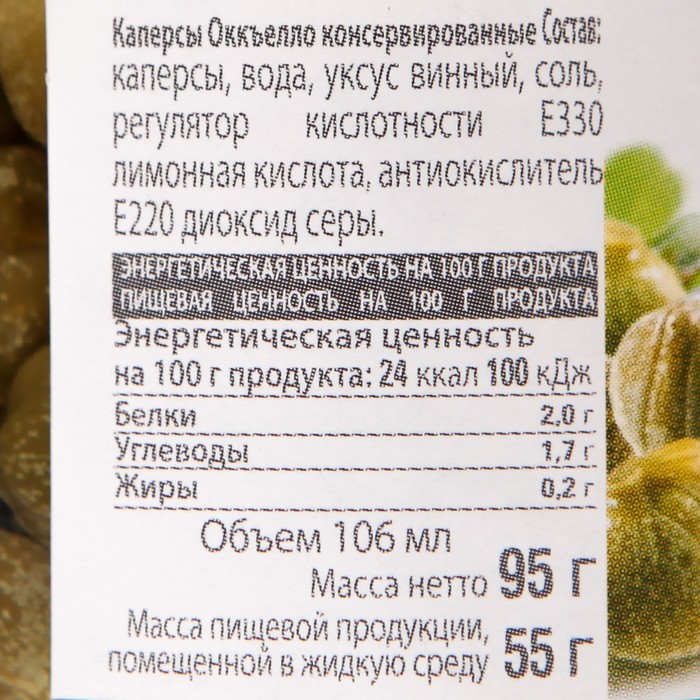 Каперсы Оккъелло консервированные Состав:
каперсы, вода, уксус винный, соль,
регулятор кислотности Е330
лимонная кислота, антиокислитель
Е220 диоксид серы.
ЭНЕРГЕТИЧЕСКАЯ ЦЕННОСТЬ НА 100 Г ПРОДУКТА
ПИЩЕВАЯ ЦЕННОСТЬ НА 100 Г ПРОДУКТА
Энергетическая ценность
на 100 г продукта: 24 ккал 100 кДж
Белки 2,0 г
Углеводы 1,7 г
Жиры 0,2 г
Объем 106 мл
Масса нетто 95 г
Масса пищевой продукции,
помещенной в жидкую среду 55 г